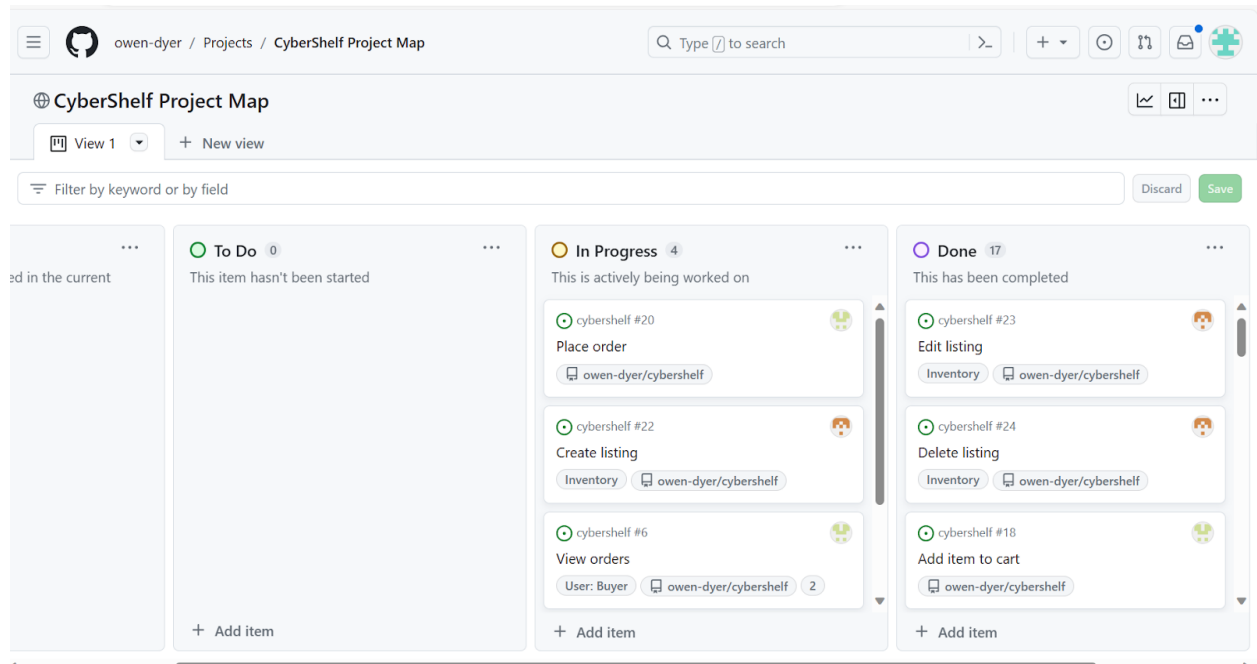 owen-dyer / Projects / CyberShelf Project Map
Type / to search
CyberShelf Project Map
View 1
New view
Filter by keyword or by field
Discard
Save
ed in the current
To Do 0
This item hasn't been started
Add item
In Progress 4
This is actively being worked on
cybershelf #20
Place order
owen-dyer/cybershelf
cybershelf #22
Create listing
Inventory owen-dyer/cybershelf
cybershelf #6
View orders
User: Buyer owen-dyer/cybershelf 2
Add item
Done 17
This has been completed
cybershelf #23
Edit listing
Inventory owen-dyer/cybershelf
cybershelf #24
Delete listing
Inventory owen-dyer/cybershelf
cybershelf #18
Add item to cart
owen-dyer/cybershelf
Add item